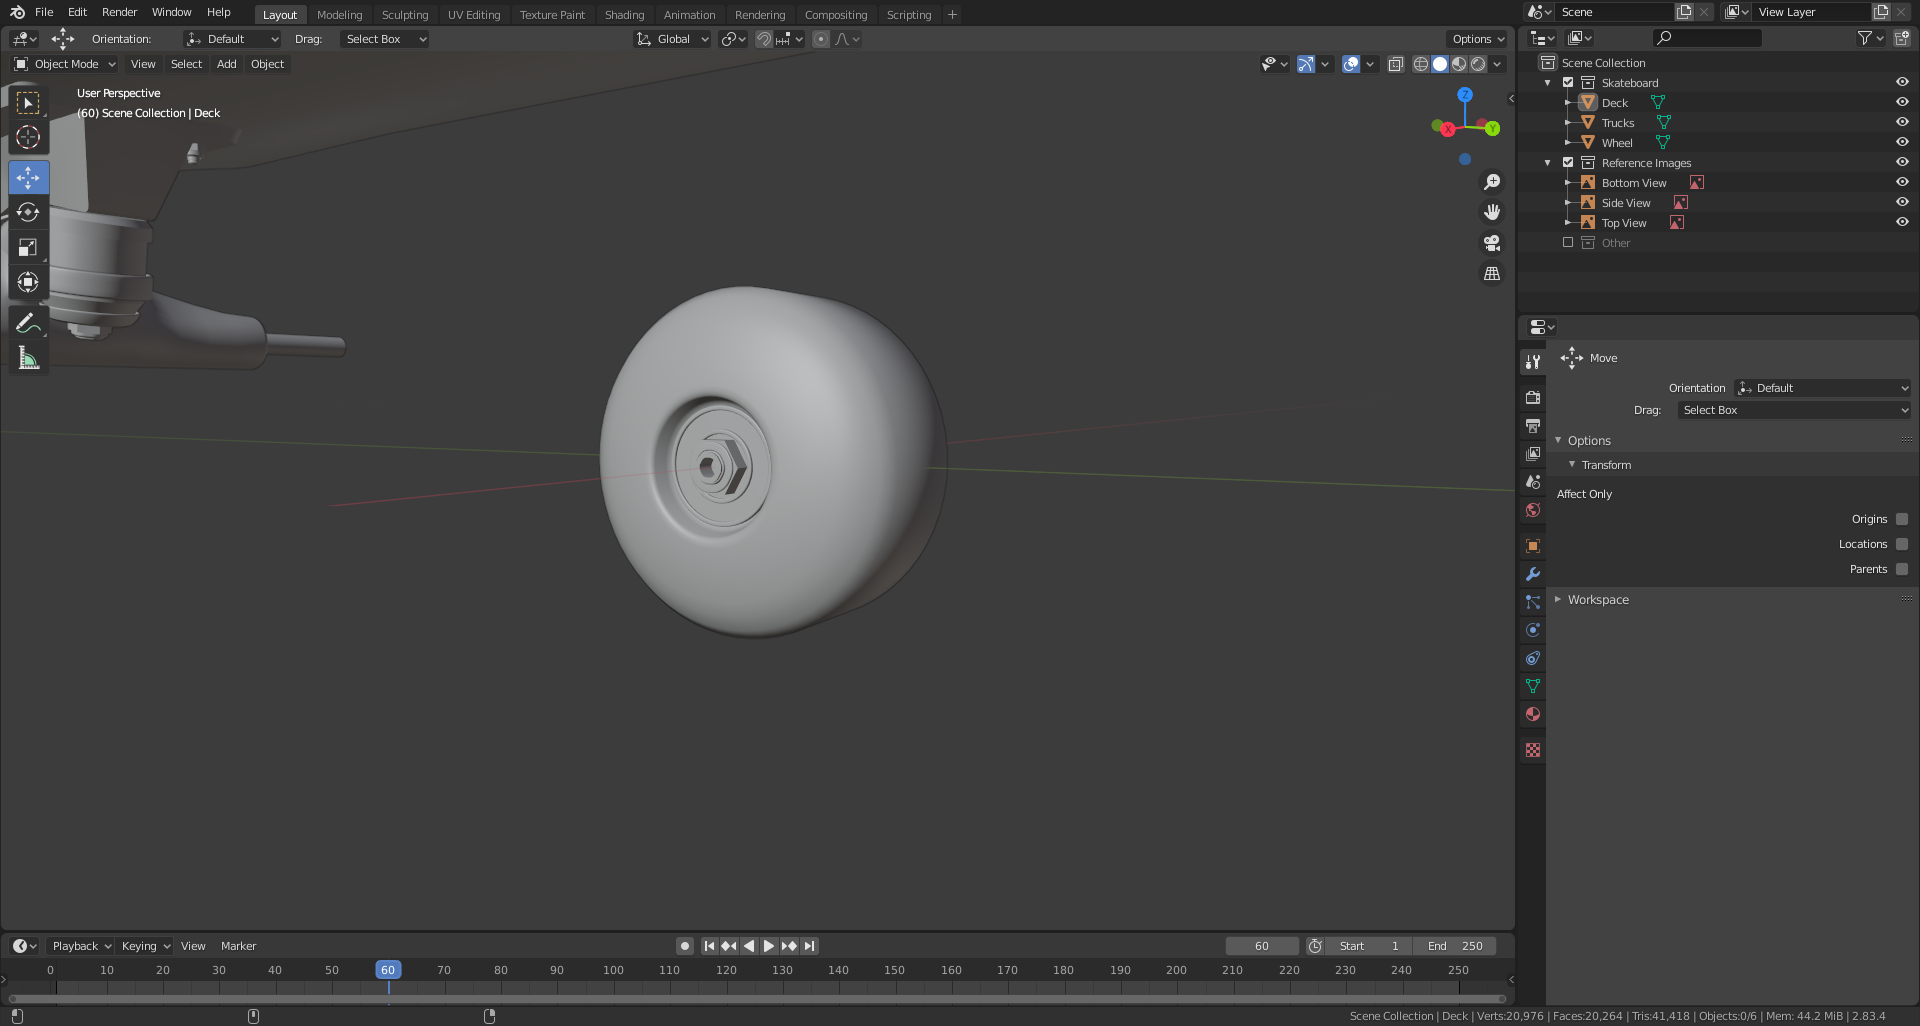 File Edit Render Window Help Layout Modeling Sculpting UV Editing Texture Paint Shading Animation Rendering Compositing Scripting Scene View Layer
Orientation: Default Drag: Select Box Global Options
Object Mode View Select Add Object
User Perspective
(60) Scene Collection | Deck
Z
X Y
Scene Collection
Skateboard
Deck
Trucks
Wheel
Reference Images
Bottom View
Side View
Top View
Other
Move
Orientation Default
Drag: Select Box
Options
Transform
Affect Only
Origins
Locations
Parents
Workspace
Playback Keying View Marker 60 Start 1 End 250
0 10 20 30 40 50 60 70 80 90 100 110 120 130 140 150 160 170 180 190 200 210 220 230 240 250
Scene Collection | Deck | Verts:20,976 | Faces:20,264 | Tris:41,418 | Objects:0/6 | Mem: 44.2 MiB | 2.83.4